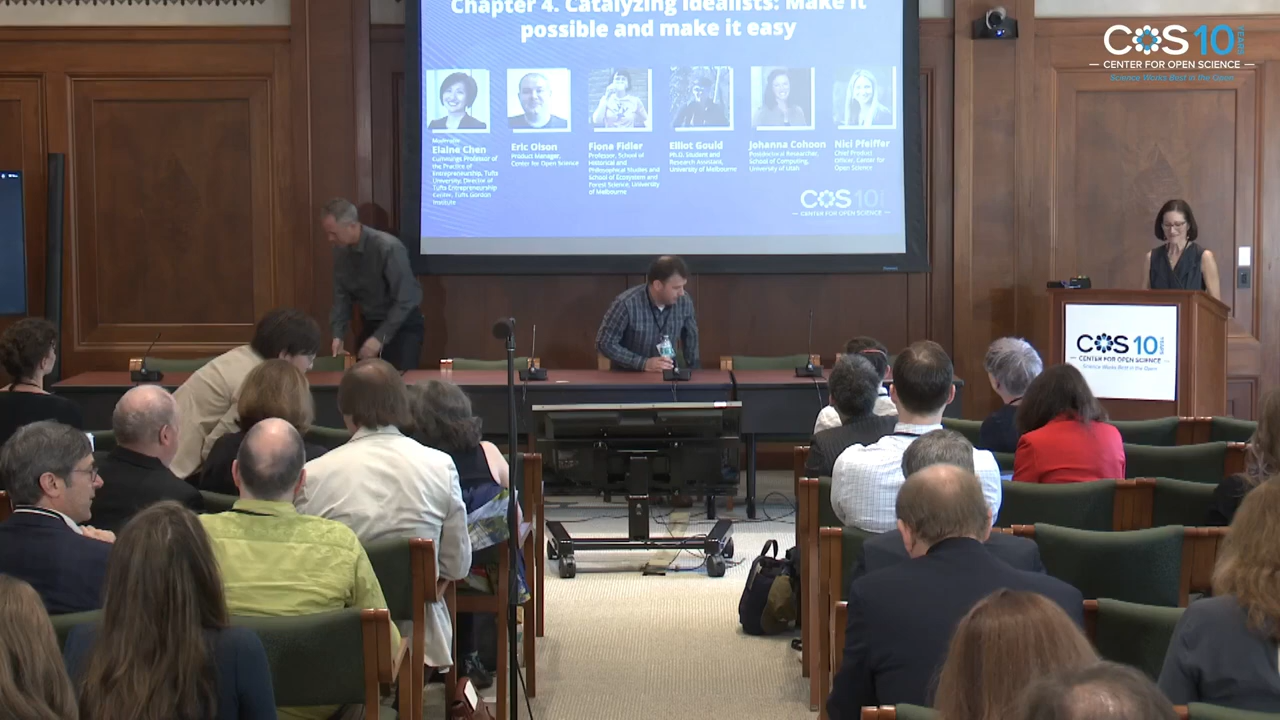 Chapter 4. Catalyzing Idealists: Make it
possible and make it easy
Moderator
Elaine Chen
Cummings Professor of
the Practice of
Entrepreneurship, Tufts
University; Director of
Tufts Entrepreneurship
Center, Tufts Gordon
Institute
Eric Olson
Product Manager,
Center for Open Science
Fiona Fidler
Professor, School of
Historical and
Philosophical Studies and
School of Ecosystem and
Forest Science, University
of Melbourne
Elliot Gould
Ph.D. Student and
Research Assistant,
University of Melbourne
Johanna Cohoon
Postdoctoral Researcher,
School of Computing,
University of Utah
Nici Pfeiffer
Chief Product
Officer, Center for
Open Science
COS 10
CENTER FOR OPEN SCIENCE
COS 10 YEARS
CENTER FOR OPEN SCIENCE
Science Works Best in the Open
COS 10 YEARS
CENTER FOR OPEN SCIENCE
Science Works Best in the Open